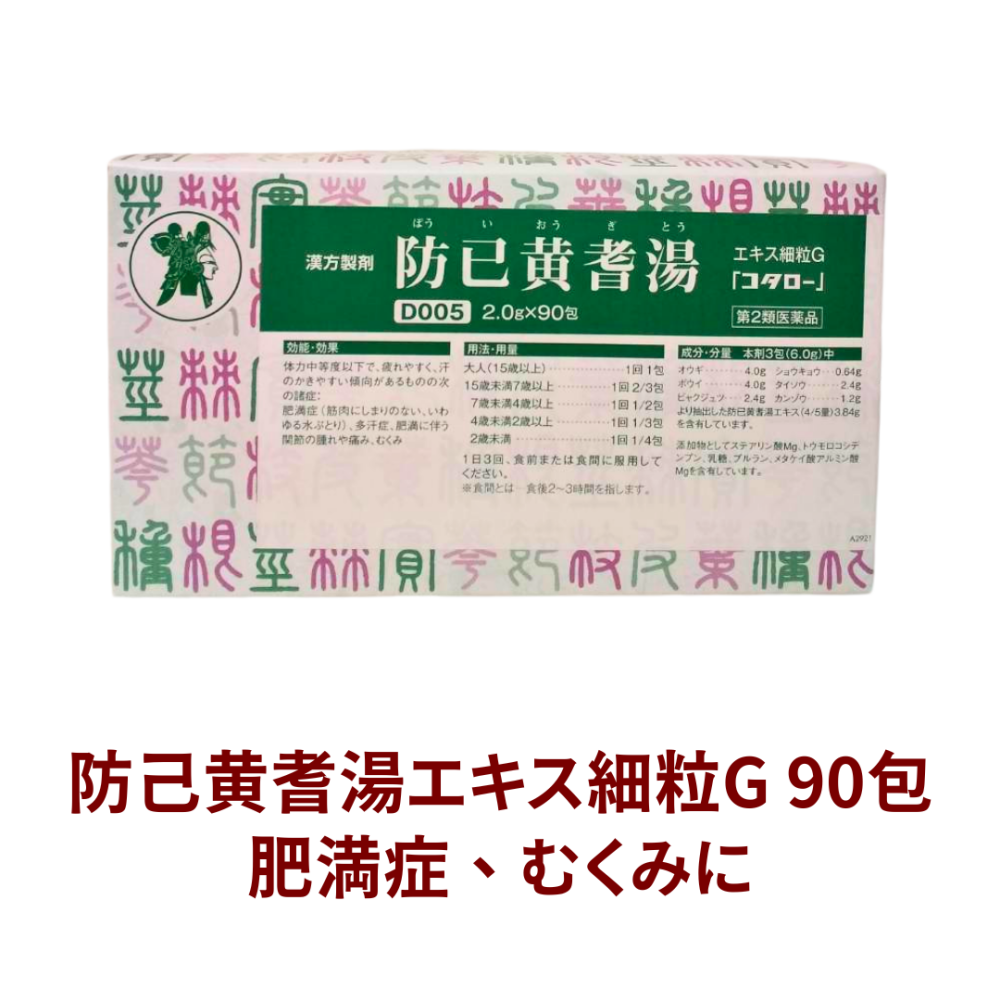 ぼう い おう ぎ とう
漢方製剤
防已黄耆湯
エキス細粒G
「コタロー」
D005 2.0g×90包
第2類医薬品
効能・効果
体力中等度以下で、疲れやすく、汗
のかきやすい傾向があるものの次
の諸症:
肥満症(筋肉にしまりのない、いわ
ゆる水ぶとり)、多汗症、肥満に伴う
関節の腫れや痛み、むくみ
用法・用量
大人(15歳以上)…………1回 1包
15歳未満7歳以上…………1回 2/3包
7歳未満4歳以上…………1回 1/2包
4歳未満2歳以上…………1回 1/3包
2歳未満…………1回 1/4包
1日3回、食前または食間に服用して
ください。
※食間とは…食後2〜3時間を指します。
成分・分量 本剤3包(6.0g)中
オウギ……4.0g ショウキョウ…0.64g
ボウイ……4.0g タイソウ……2.4g
ビャクジュツ…2.4g カンゾウ……1.2g
より抽出した防已黄耆湯エキス(4/5量)3.84g
を含有しています。
添加物としてステアリン酸Mg、トウモロコシデ
ンプン、乳糖、プルラン、メタケイ酸アルミン酸
Mgを含有しています。
A2921
防己黄耆湯エキス細粒G 90包
肥満症、むくみに